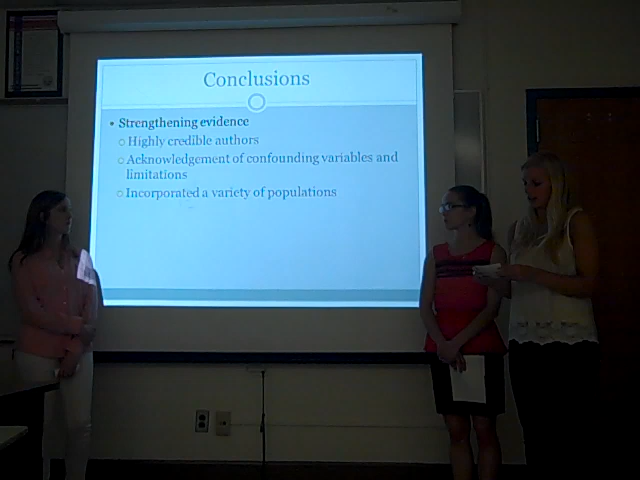 Conclusions
• Strengthening evidence
○ Highly credible authors
○ Acknowledgement of confounding variables and
limitations
○ Incorporated a variety of populations